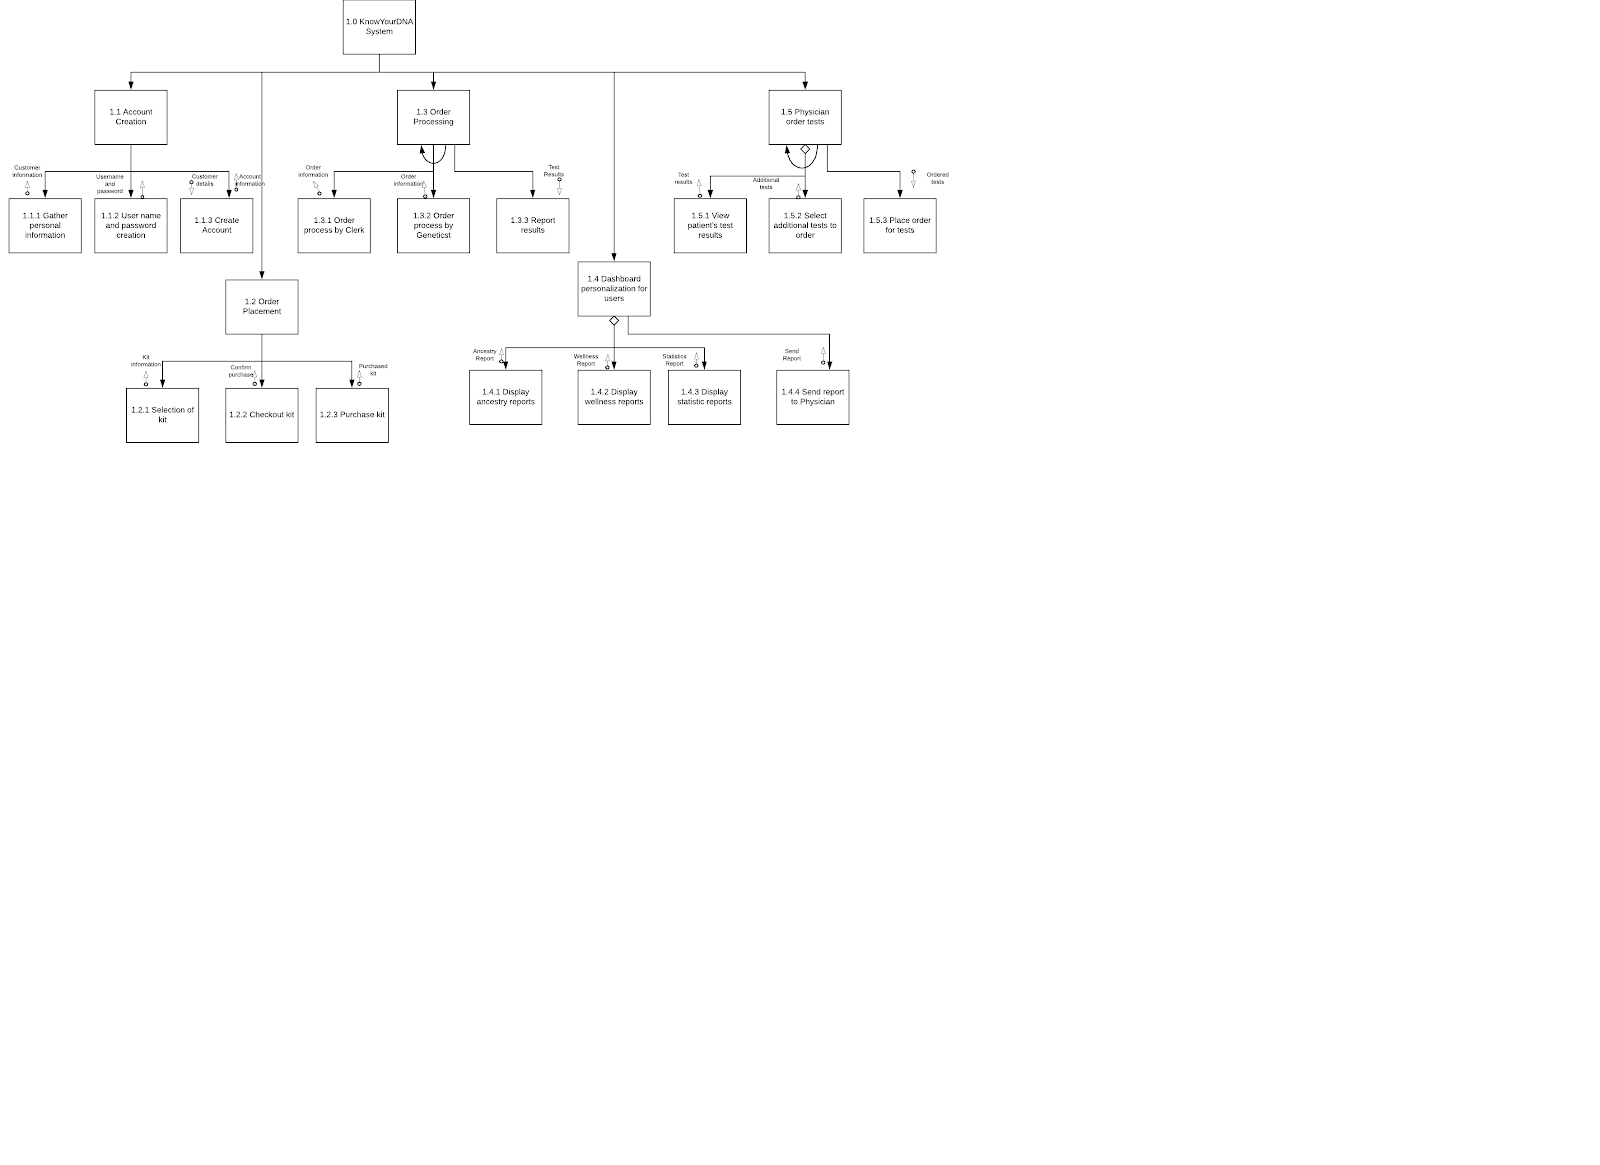 1.0 KnowYourDNA
System
1.1 Account
Creation
1.3 Order
Processing
1.5 Physician
order tests
Customer
information
Username
and
password
Customer
details
Account
information
Order
information
Order
information
Test
Results
Test
results
Additional
tests
Ordered
tests
1.1.1 Gather
personal
information
1.1.2 User name
and password
creation
1.1.3 Create
Account
1.3.1 Order
process by Clerk
1.3.2 Order
process by
Geneticst
1.3.3 Report
results
1.5.1 View
patient's test
results
1.5.2 Select
additional tests to
order
1.5.3 Place order
for tests
1.2 Order
Placement
1.4 Dashboard
personalization for
users
Kit
information
Confirm
purchase
Purchased
kit
Ancestry
Report
Wellness
Report
Statistics
Report
Send
Report
1.2.1 Selection of
kit
1.2.2 Checkout kit
1.2.3 Purchase kit
1.4.1 Display
ancestry reports
1.4.2 Display
wellness reports
1.4.3 Display
statistic reports
1.4.4 Send report
to Physician